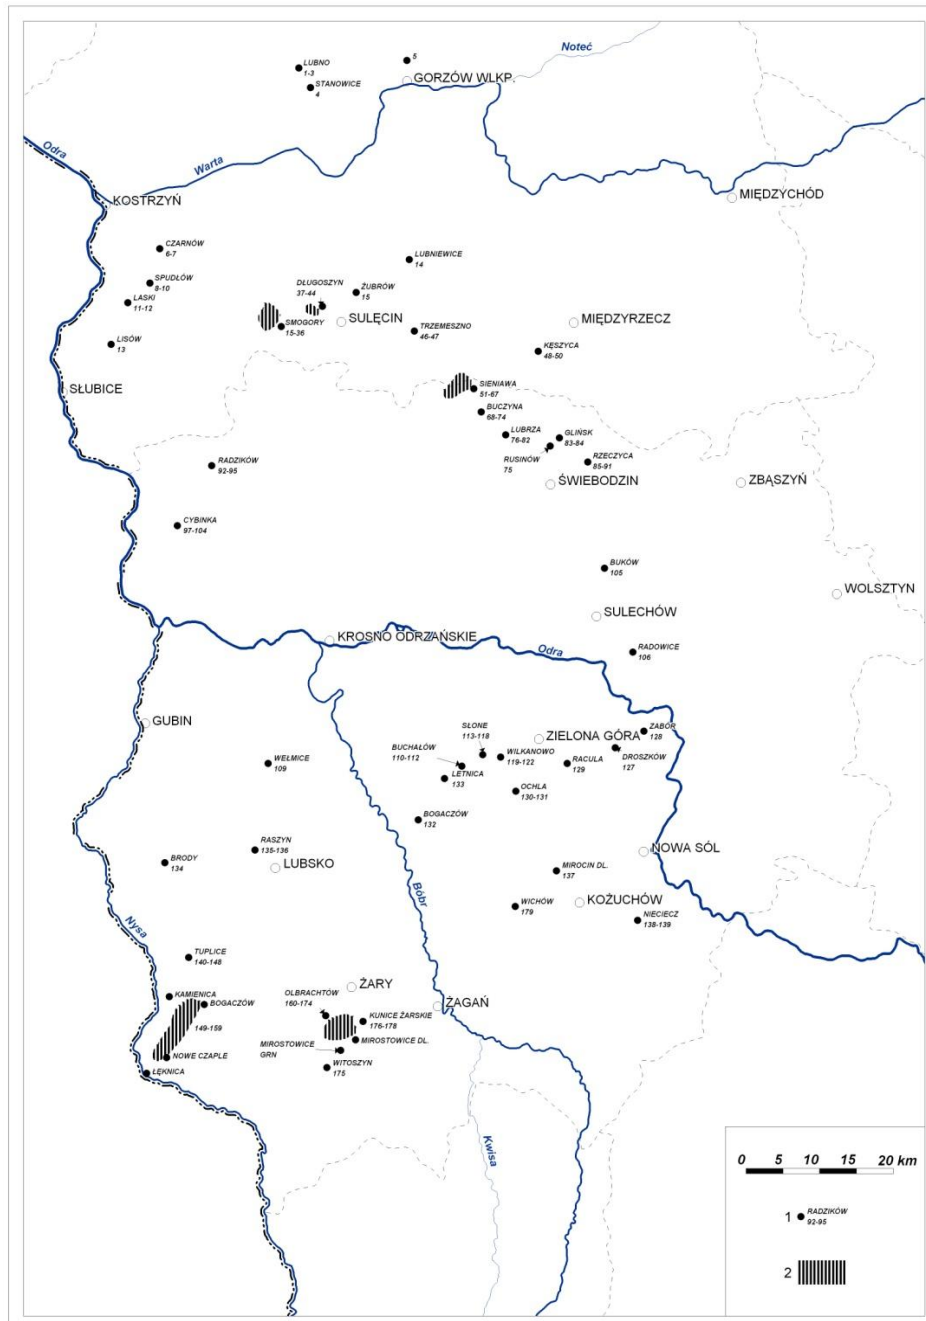 Noteć
5
GORZÓW WLKP.
LUBNO
1-3
STANOWICE
4
Odra
Warta
KOSTRZYŃ
MIĘDZYCHÓD
CZARNÓW
6-7
LUBNIEWICE
14
SPUDŁÓW
8-10
DŁUGOSZYN
37-44
ŻUBRÓW
15
LASKI
11-12
SMOGORY
15-36
SULĘCIN
TRZEMESZNO
46-47
MIĘDZYRZECZ
LISÓW
13
KĘSZYCA
48-50
SŁUBICE
SIENIAWA
51-67
BUCZYNA
68-74
LUBRZA
76-82
GLIŃSK
83-84
RUSINÓW
75
RZECZYCA
85-91
RADZIKÓW
92-95
ŚWIEBODZIN
ZBĄSZYŃ
CYBINKA
97-104
BUKÓW
105
WOLSZTYN
SULECHÓW
KROSNO ODRZAŃSKIE
Odra
RADOWICE
106
GUBIN
SŁONE
113-118
ZIELONA GÓRA
ZABÓR
128
BUCHAŁÓW
110-112
WILKANOWO
119-122
DROSZKÓW
127
WEŁMICE
109
RACULA
129
LETNICA
133
OCHLA
130-131
BOGACZÓW
132
RASZYN
135-136
BRODY
134
LUBSKO
NOWA SÓL
MIROCIN DL.
137
Bóbr
WICHÓW
179
KOŻUCHÓW
NIECIECZ
138-139
Nysa
TUPLICE
140-148
ŻARY
OLBRACHTÓW
160-174
KAMIENICA
BOGACZÓW
ŻAGAŃ
KUNICE ŻARSKIE
176-178
149-159
MIROSTOWICE DL.
MIROSTOWICE
GRN
NOWE CZAPLE
WITOSZYN
175
ŁĘKNICA
Kwisa
0 5 10 15 20 km
1 RADZIKÓW
92-95
2